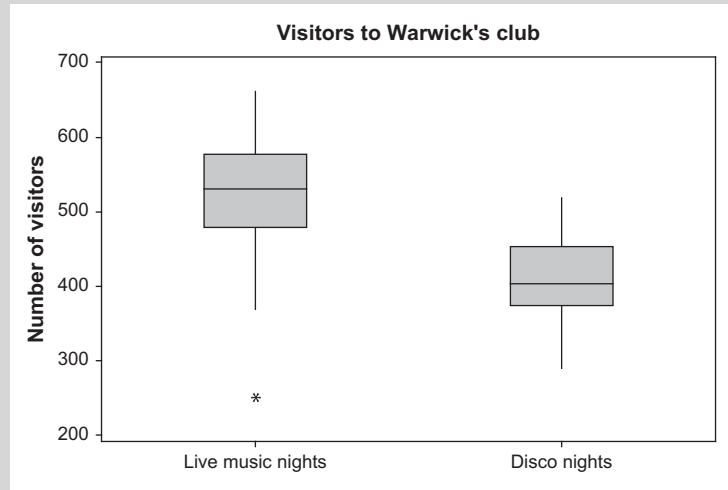 Visitors to Warwick's club
Number of visitors
700
600
500
400
300
200
Live music nights
Disco nights